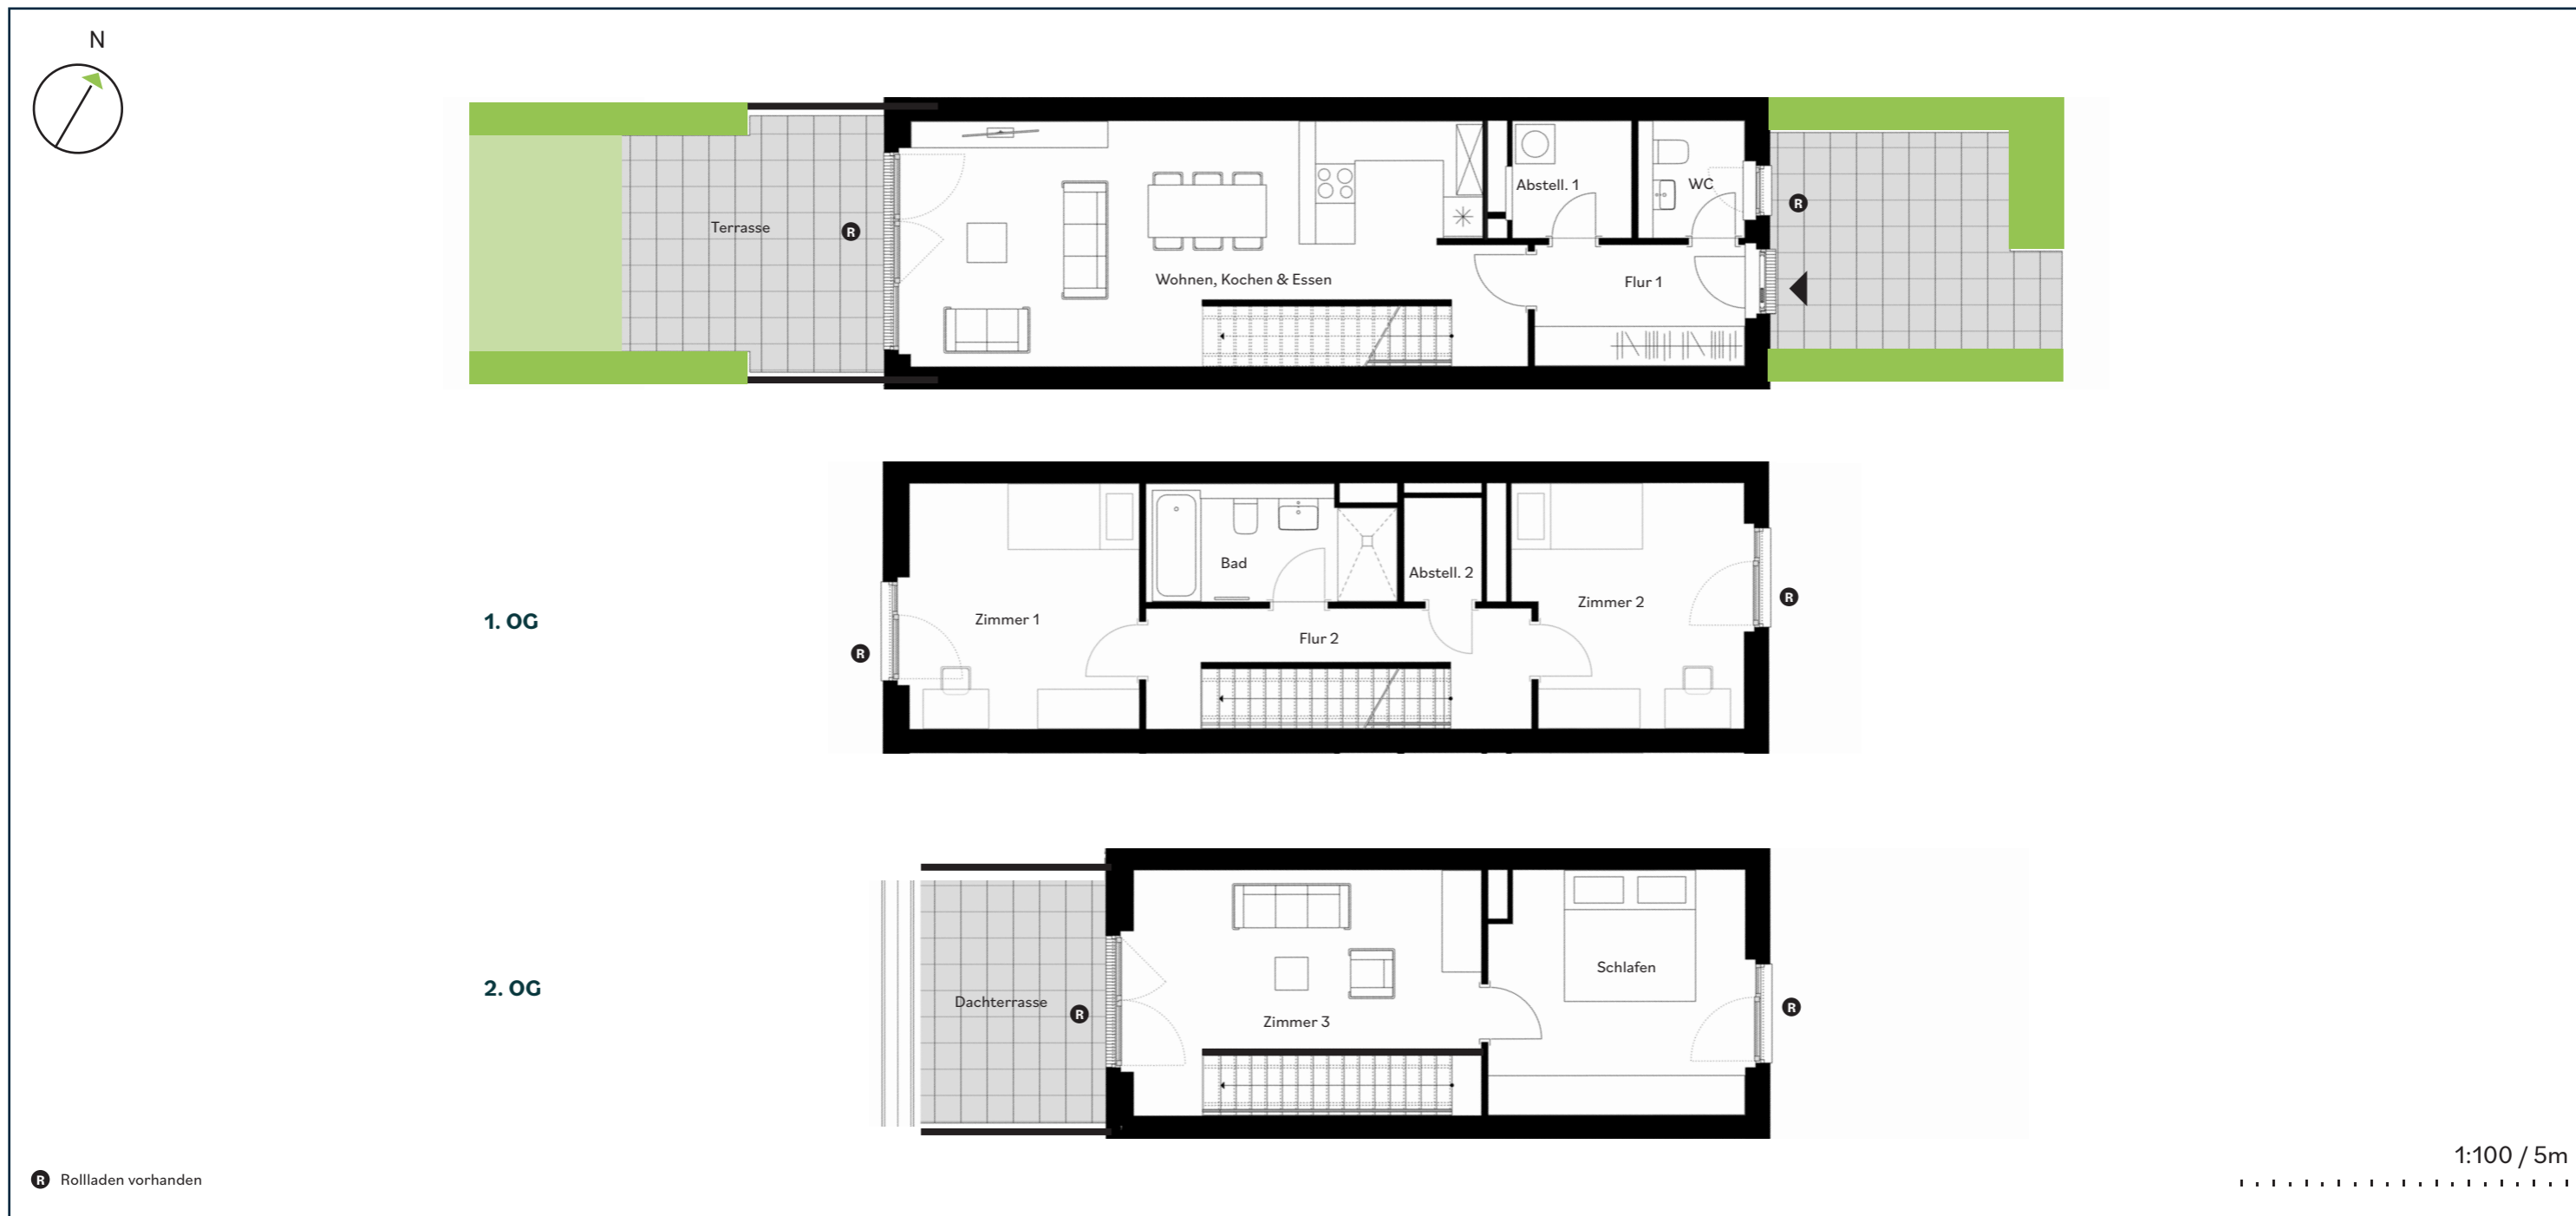 N
Terrasse
R
Wohnen, Kochen & Essen
Abstell. 1
WC
R
Flur 1
1. OG
R
Zimmer 1
Bad
Flur 2
Abstell. 2
Zimmer 2
R
2. OG
Dachterrasse
R
Zimmer 3
Schlafen
R
R Rollladen vorhanden
1:100 / 5m